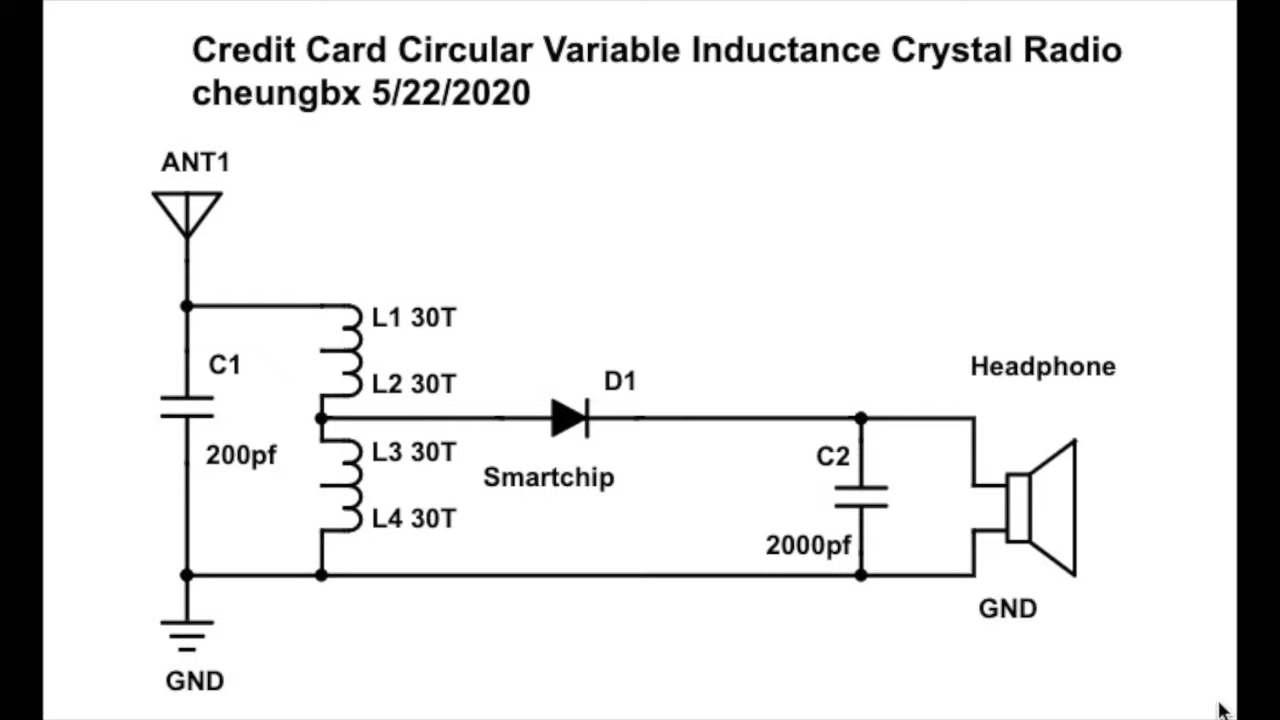 Credit Card Circular Variable Inductance Crystal Radio
cheungbx 5/22/2020
ANT1
L1 30T
C1
L2 30T
D1
Headphone
200pf
L3 30T
Smartchip
C2
L4 30T
2000pf
GND
GND